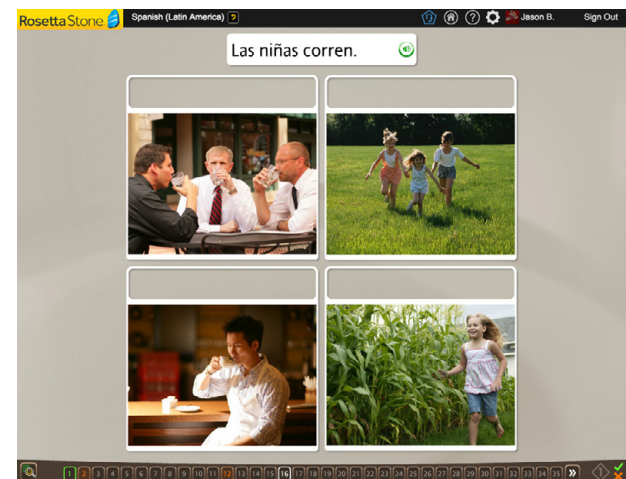 RosettaStone Spanish (Latin America) Jason B. Sign Out
Las niñas corren.
1 2 3 4 5 6 7 8 9 10 11 12 13 14 15 16 17 18 19 20 21 22 23 24 25 26 27 28 29 30 31 32 33 34 35 »